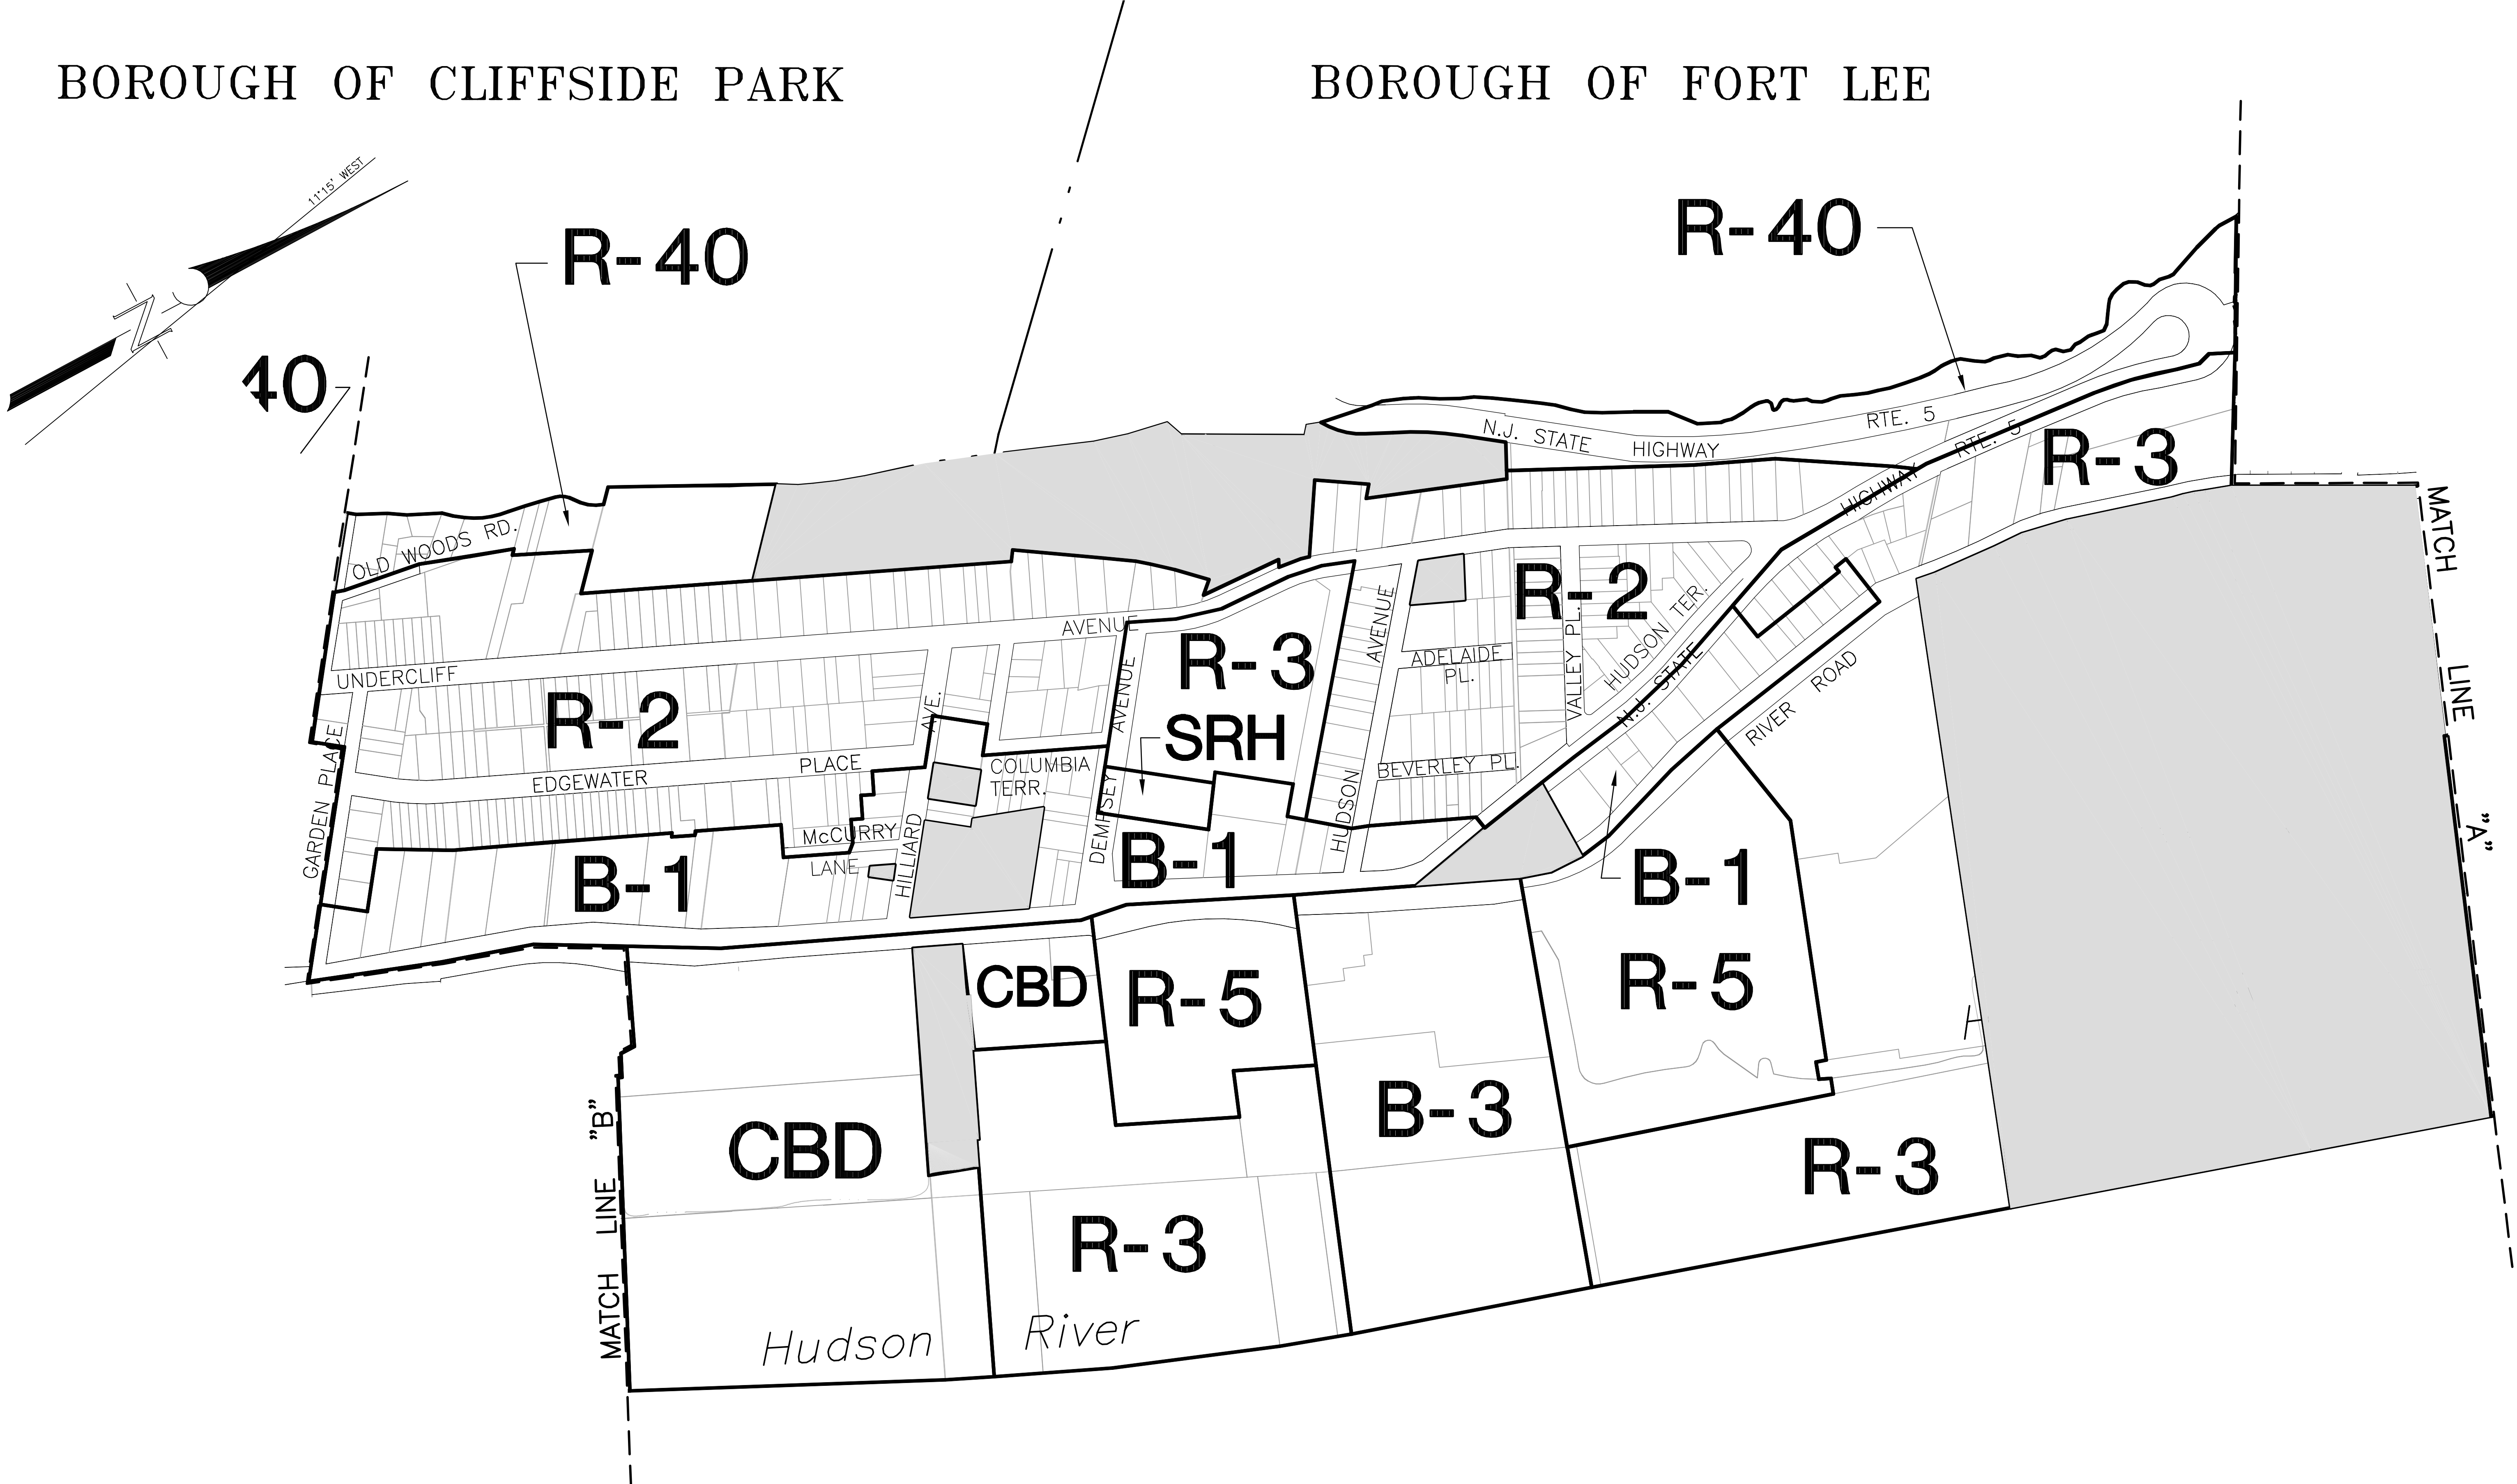 BOROUGH OF CLIFFSIDE PARK
BOROUGH OF FORT LEE
11°15' WEST
N
R-40
R-40
40
N.J. STATE HIGHWAY RTE. 5
HIGHWAY RTE. 5
R-3
OLD WOODS RD.
MATCH LINE "A"
R-2
AVENUE
AVENUE
UNDERCLIFF
ADELAIDE
PL.
VALLEY PL.
HUDSON TER.
N.J. STATE
RIVER ROAD
R-3
R-2
AVE.
AVENUE
SRH
GARDEN PLACE
EDGEWATER PLACE
COLUMBIA
TERR.
BEVERLEY PL.
DEMPSEY
HUDSON
McCURRY
LANE
HILLIARD
B-1
B-1
B-1
R-5
CBD
R-5
H
B-3
CBD
R-3
R-3
MATCH LINE "B"
Hudson River